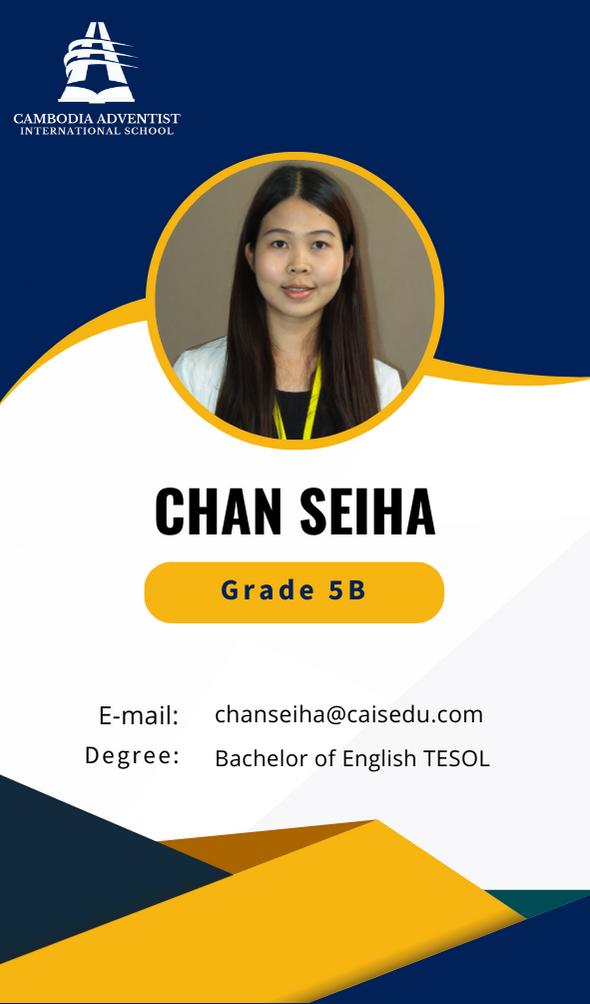 CAMBODIA ADVENTIST
INTERNATIONAL SCHOOL
CHAN SEIHA
Grade 5B
E-mail: chanseiha@caisedu.com
Degree: Bachelor of English TESOL